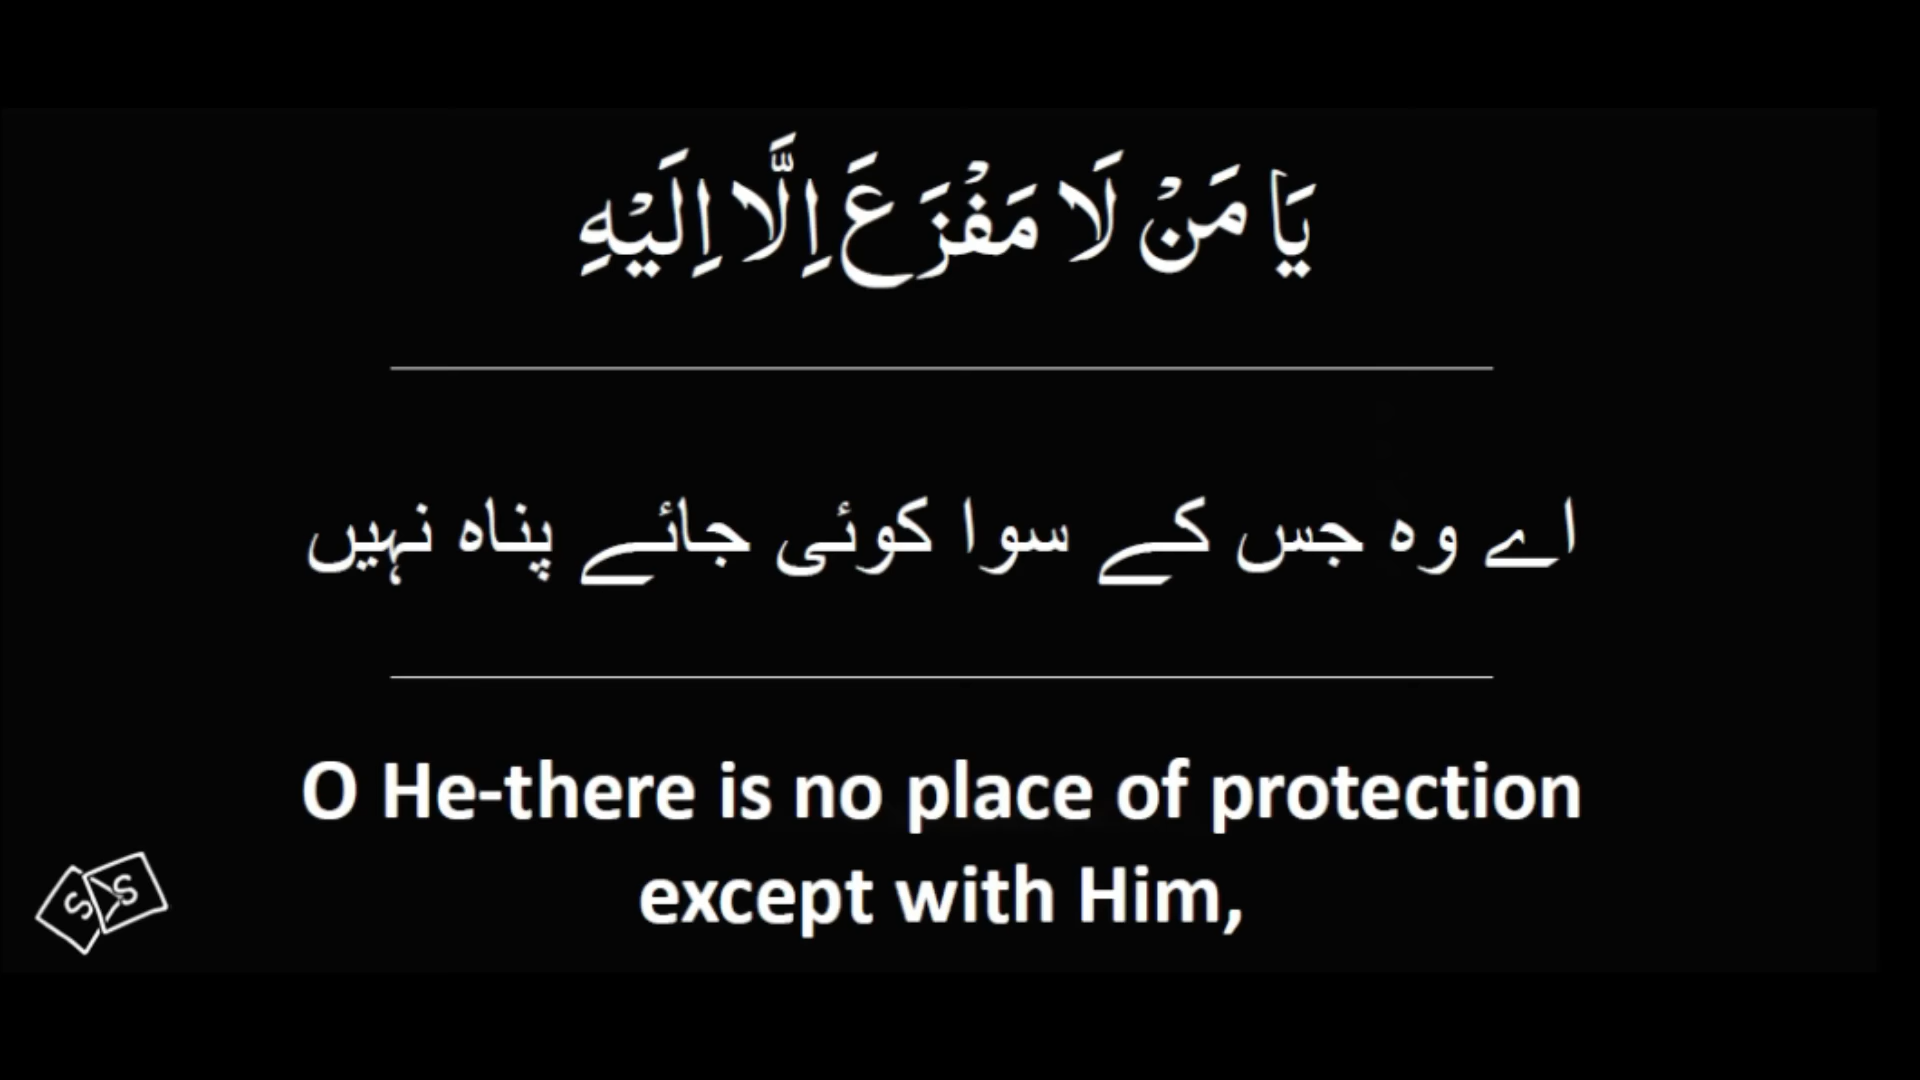 يَا مَنْ لَا مَفْزَعَ اِلَّا اِلَيْهِ
اے وہ جس کے سوا کوئی جائے پناہ نہیں
O He-there is no place of protection
except with Him,
S S